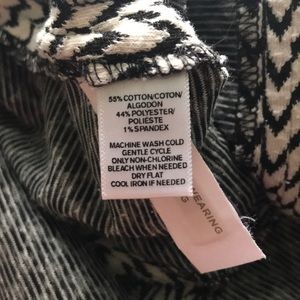 55% COTTON/COTON/
ALGODON
44% POLYESTER/
POLIESTE
1% SPANDEX
MACHINE WASH COLD
GENTLE CYCLE
ONLY NON-CHLORINE
BLEACH WHEN NEEDED
DRY FLAT
COOL IRON IF NEEDED
WEARING